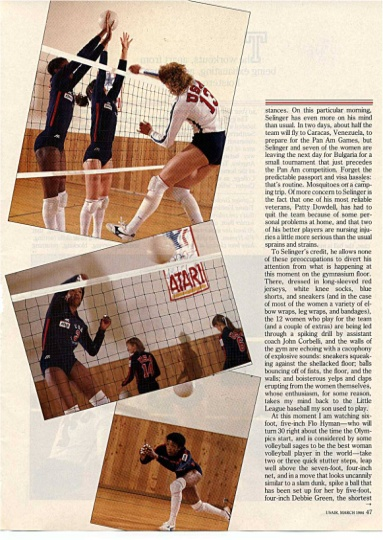 USA
13
ATARI
14
8
stances. On this particular morning,
Selinger has even more on his mind
than usual. In two days, about half the
team will fly to Caracas, Venezuela, to
prepare for the Pan Am Games, but
Selinger and seven of the women are
leaving the next day for Bulgaria for a
small tournament that just precedes
the Pan Am competition. Forget the
predictable passport and visa hassles:
that's routine. Mosquitoes on a camp-
ing trip. Of more concern to Selinger is
the fact that one of his most reliable
veterans, Patty Dowdell, has had to
quit the team because of some per-
sonal problems at home, and that two
of his better players are nursing inju-
ries a little more serious than the usual
sprains and strains.
To Selinger's credit, he allows none
of these preoccupations to divert his
attention from what is happening at
this moment on the gymnasium floor.
There, dressed in long-sleeved red
jerseys, white knee socks, blue
shorts, and sneakers (and in the case
of most of the women a variety of el-
bow wraps, leg wraps, and bandages),
the 12 women who play for the team
(and a couple of extras) are being led
through a spiking drill by assistant
coach John Corbelli, and the walls of
the gym are echoing with a cacophony
of explosive sounds: sneakers squeak-
ing against the shellacked floor; balls
bouncing off of fists, the floor, and the
walls; and boisterous yelps and claps
erupting from the women themselves,
whose enthusiasm, for some reason,
takes my mind back to the Little
League baseball my son used to play.
At this moment I am watching six-
foot, five-inch Flo Hyman—who will
turn 30 right about the time the Olym-
pics start, and is considered by some
volleyball sages to be the best woman
volleyball player in the world—take
two or three quick stutter steps, leap
well above the seven-foot, four-inch
net, and in a move that looks uncannily
similar to a slam dunk, spike a ball that
has been set up for her by five-foot,
four-inch Debbie Green, the shortest
USAIR, MARCH 1984 47